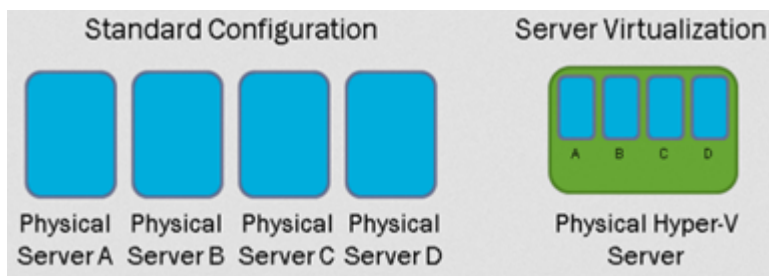 Standard Configuration
Server Virtualization
A B C D
Physical Server A
Physical Server B
Physical Server C
Physical Server D
Physical Hyper-V
Server